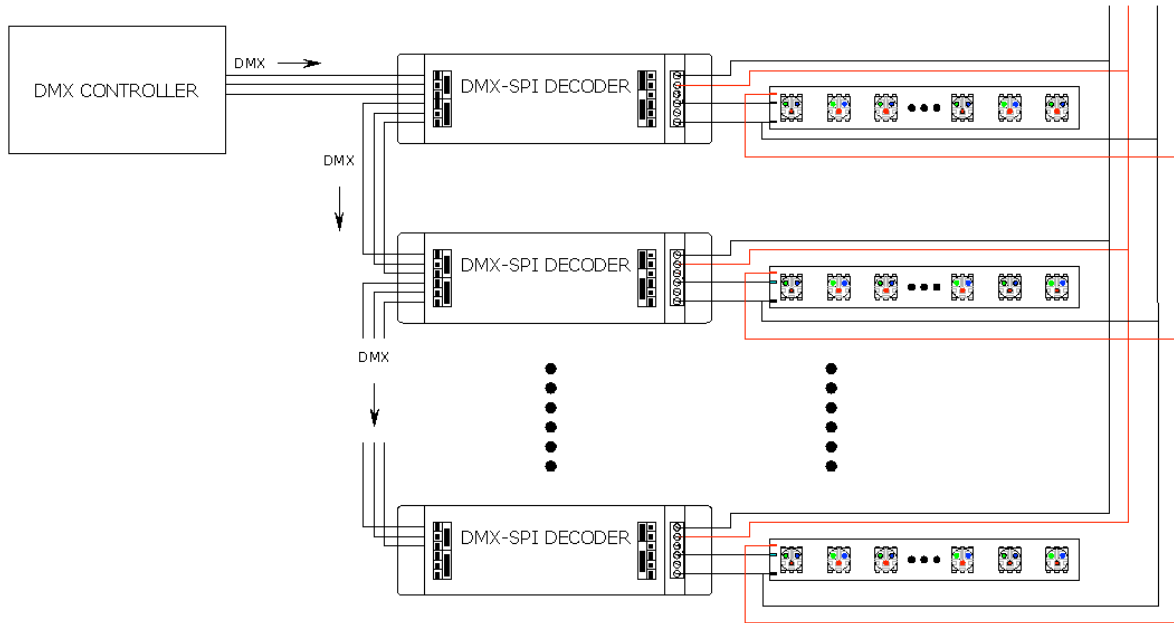 DMX
DMX CONTROLLER
DMX-SPI DECODER
DMX
DMX-SPI DECODER
DMX
DMX-SPI DECODER